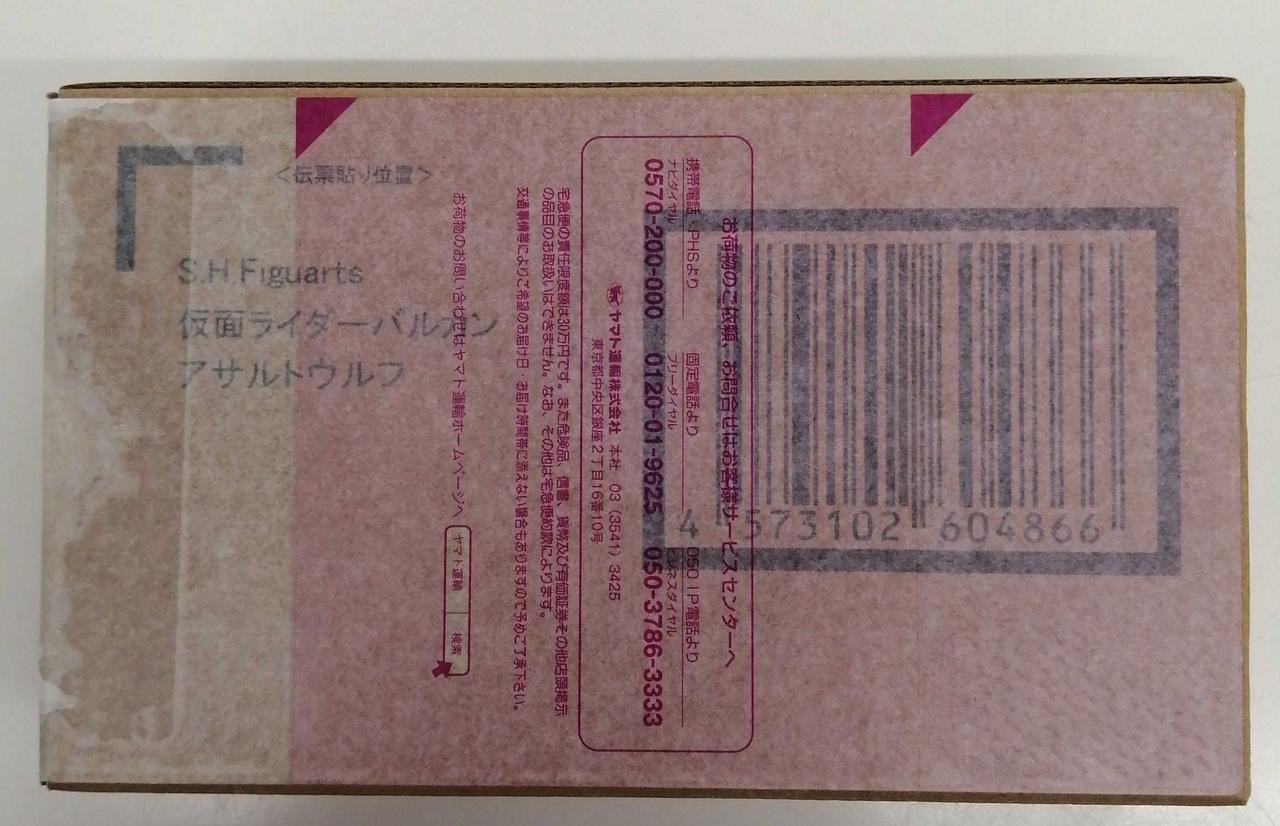 <伝票貼り位置>
S.H.Figuarts
仮面ライダーバルカン
アサルトウルフ
4 573102 604866
お荷物のご依頼、お問合せはお客様サービスセンターへ
携帯電話・PHSより
ナビダイヤル
0570-200-000
固定電話より
フリーダイヤル
0120-01-9625
050 IP電話より
ビジネスダイヤル
050-3786-3333
ヤマト運輸株式会社 本社 03(3541)3425
東京都中央区銀座2丁目16番10号
宅急便の責任限度額は30万円です。また危険品、信書、貨幣及び有価証券その他店頭掲示
の品目のお取扱いはできません。なお、その他は宅急便約款によります。
交通事情等によりご希望のお届け日・お届け時間帯に添えない場合もありますので予めご了承下さい。
お荷物のお問い合わせはヤマト運輸ホームページへ
ヤマト運輸 検索